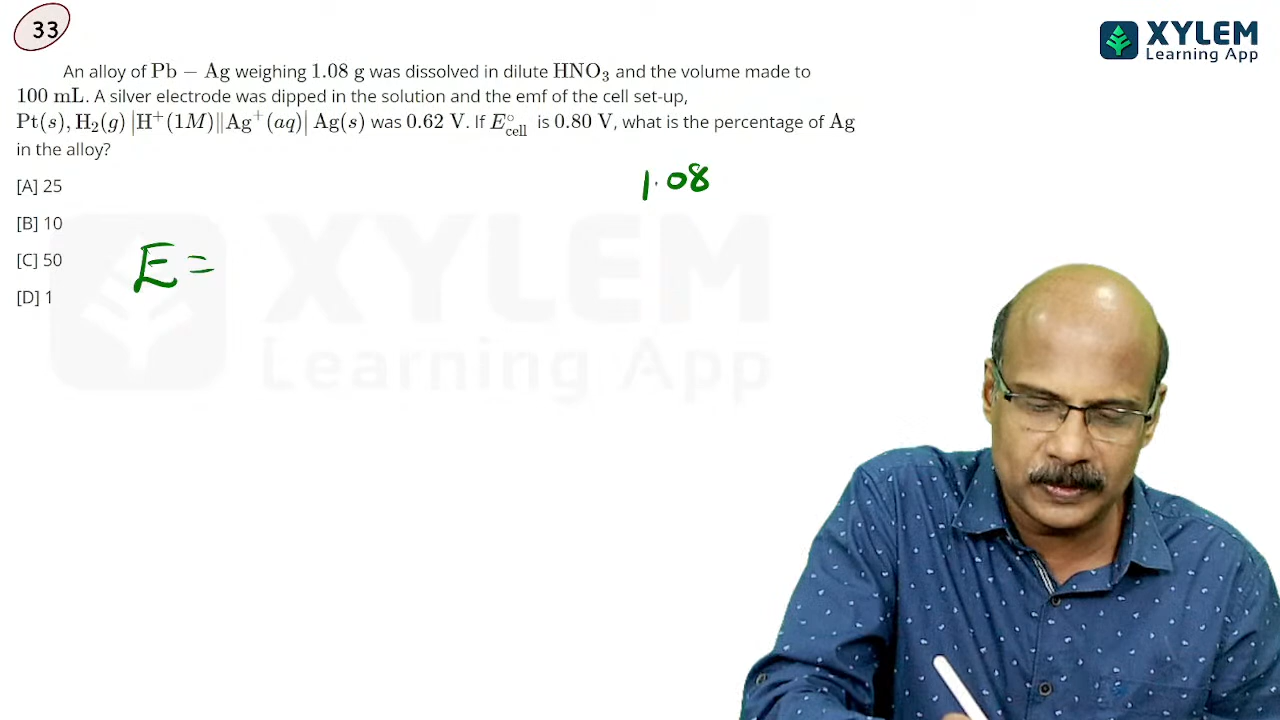 33
XYLEM
Learning App
An alloy of Pb − Ag weighing 1.08 g was dissolved in dilute HNO₃ and the volume made to
100 mL. A silver electrode was dipped in the solution and the emf of the cell set-up,
Pt(s), H₂(g) |H⁺(1M)||Ag⁺(aq)| Ag(s) was 0.62 V. If E°cell is 0.80 V, what is the percentage of Ag
in the alloy?
1.08
[A] 25
[B] 10
[C] 50
[D] 1
E =
XYLEM
Learning App